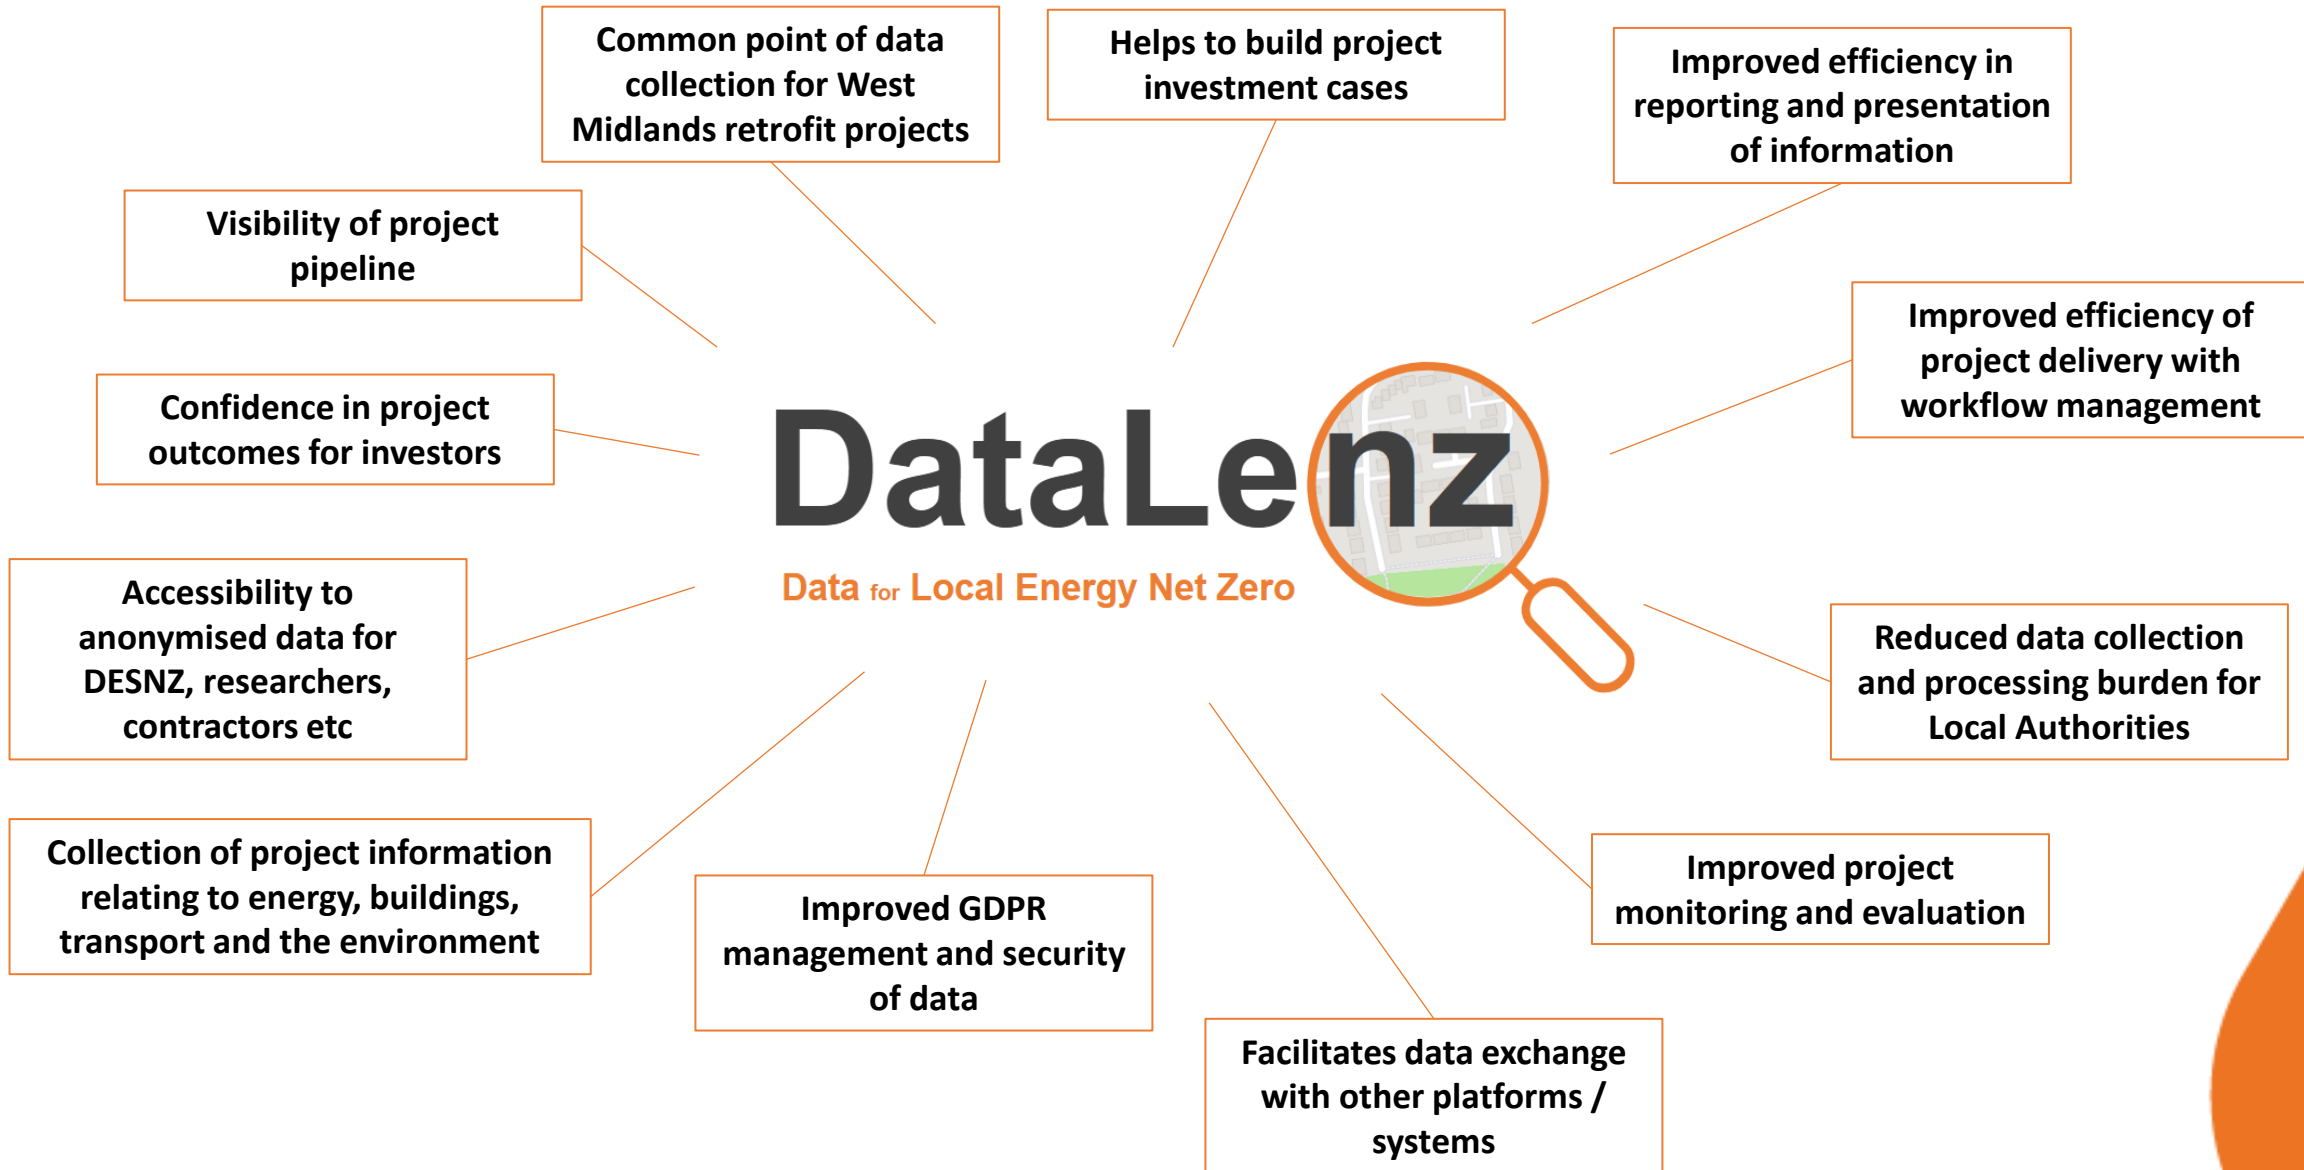 Common point of data
collection for West
Midlands retrofit projects
Helps to build project
investment cases
Improved efficiency in
reporting and presentation
of information
Visibility of project
pipeline
Improved efficiency of
project delivery with
workflow management
Confidence in project
outcomes for investors
DataLenz
Data for Local Energy Net Zero
Accessibility to
anonymised data for
DESNZ, researchers,
contractors etc
Reduced data collection
and processing burden for
Local Authorities
Collection of project information
relating to energy, buildings,
transport and the environment
Improved GDPR
management and security
of data
Improved project
monitoring and evaluation
Facilitates data exchange
with other platforms /
systems